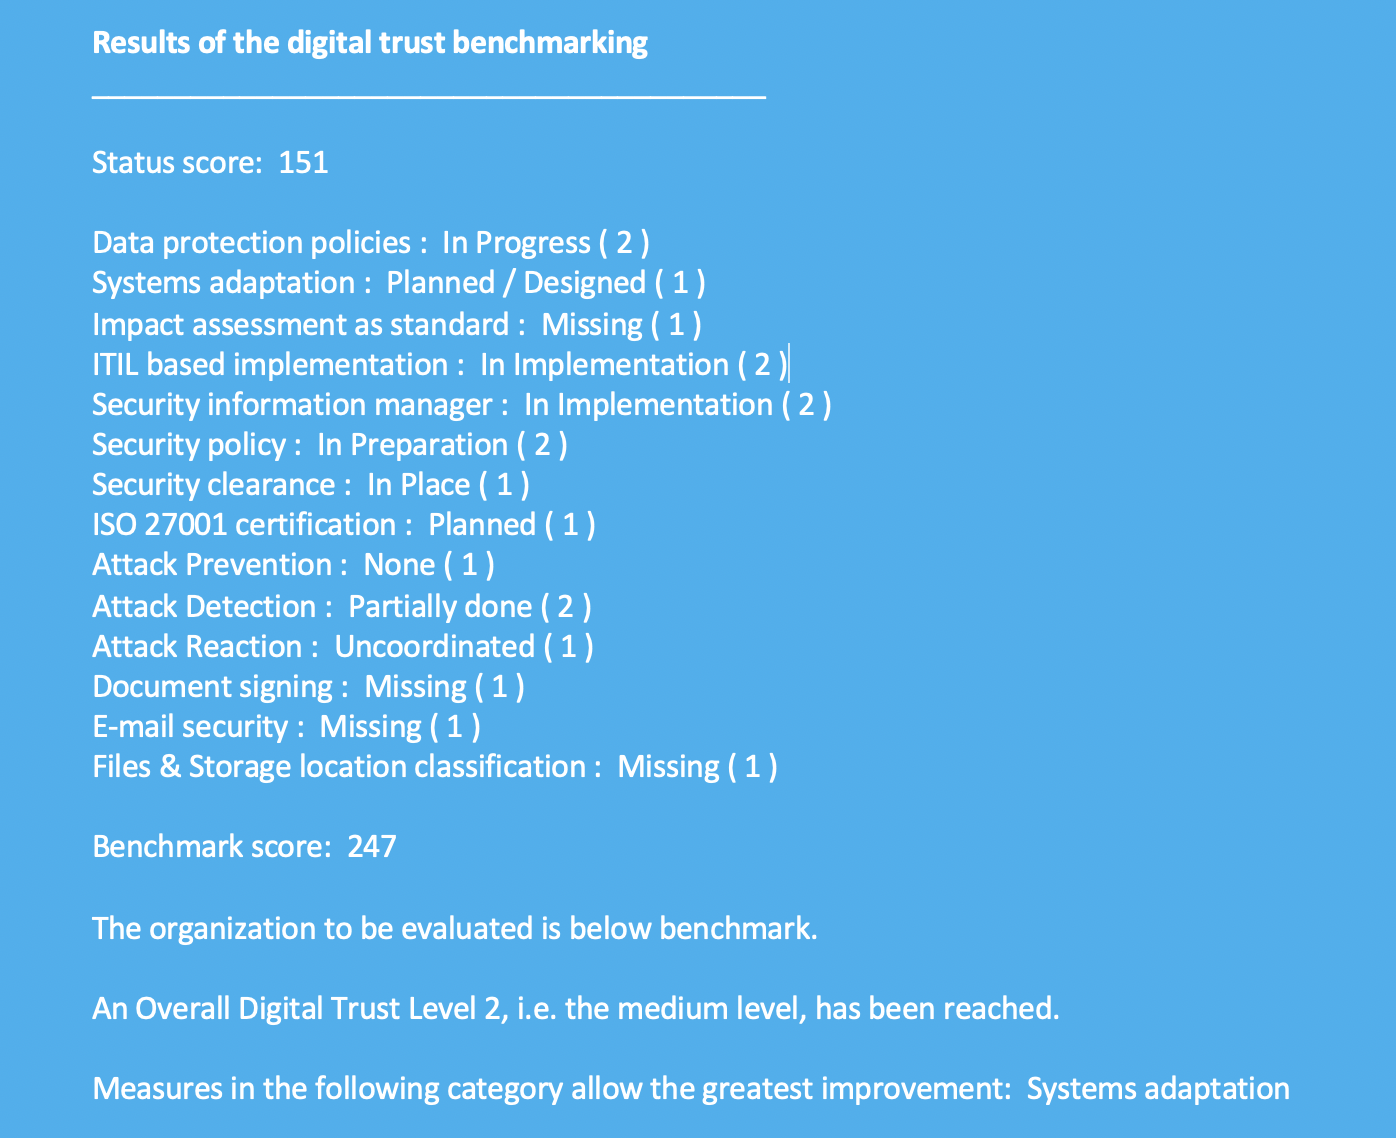 Results of the digital trust benchmarking
Status score:  151
Data protection policies :  In Progress ( 2 )
Systems adaptation :  Planned / Designed ( 1 )
Impact assessment as standard :  Missing ( 1 )
ITIL based implementation :  In Implementation ( 2 )
Security information manager :  In Implementation ( 2 )
Security policy :  In Preparation ( 2 )
Security clearance :  In Place ( 1 )
ISO 27001 certification :  Planned ( 1 )
Attack Prevention :  None ( 1 )
Attack Detection :  Partially done ( 2 )
Attack Reaction :  Uncoordinated ( 1 )
Document signing :  Missing ( 1 )
E-mail security :  Missing ( 1 )
Files & Storage location classification :  Missing ( 1 )
Benchmark score:  247
The organization to be evaluated is below benchmark.
An Overall Digital Trust Level 2, i.e. the medium level, has been reached.
Measures in the following category allow the greatest improvement:  Systems adaptation